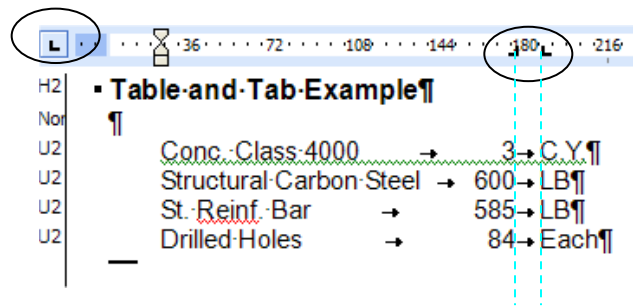 L · · · · · 36 · · · · · 72 · · · · · 108 · · · · · 144 · · · · · 180 · · · · · 216 ·
H2 ▪ Table·and·Tab·Example¶
Nor ¶
U2 Conc.·Class·4000 → 3→C.Y.¶
U2 Structural·Carbon·Steel → 600→LB¶
U2 St.·Reinf.·Bar → 585→LB¶
U2 Drilled·Holes → 84→Each¶